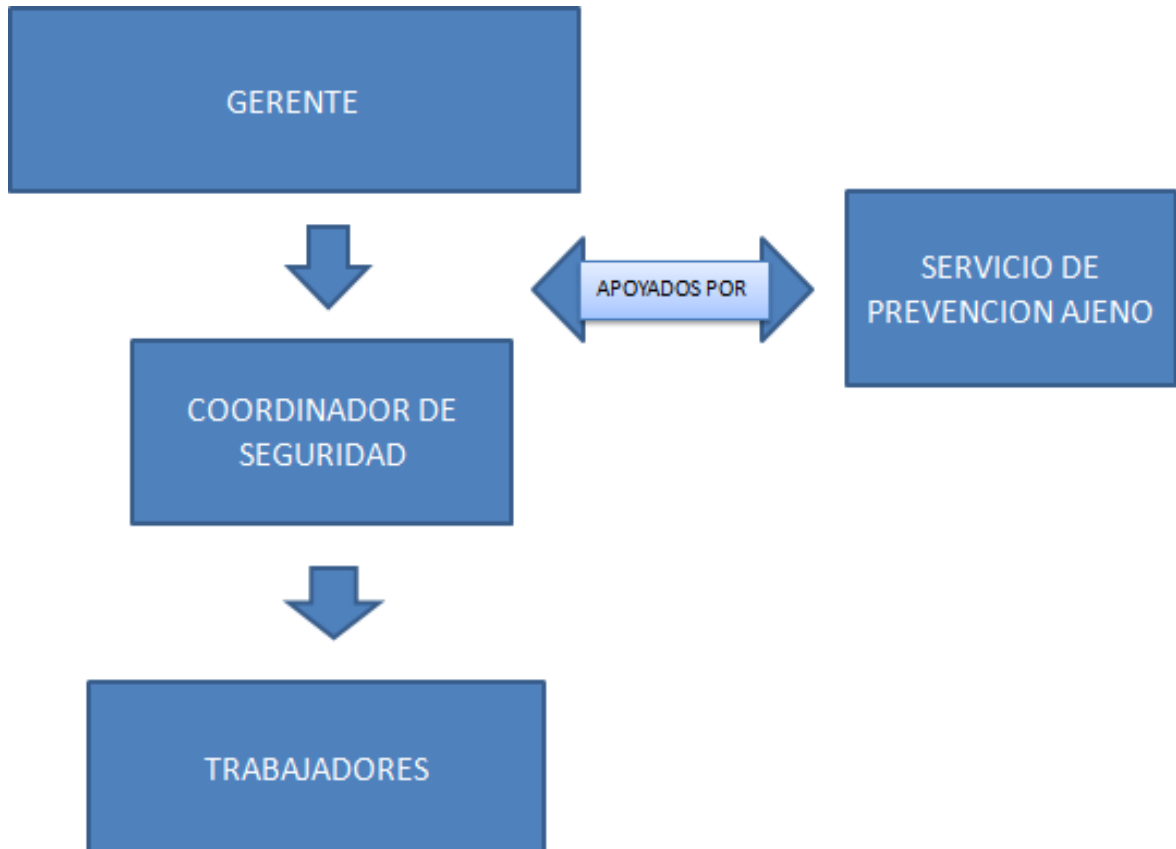 GERENTE
APOYADOS POR
SERVICIO DE
PREVENCION AJENO
COORDINADOR DE
SEGURIDAD
TRABAJADORES